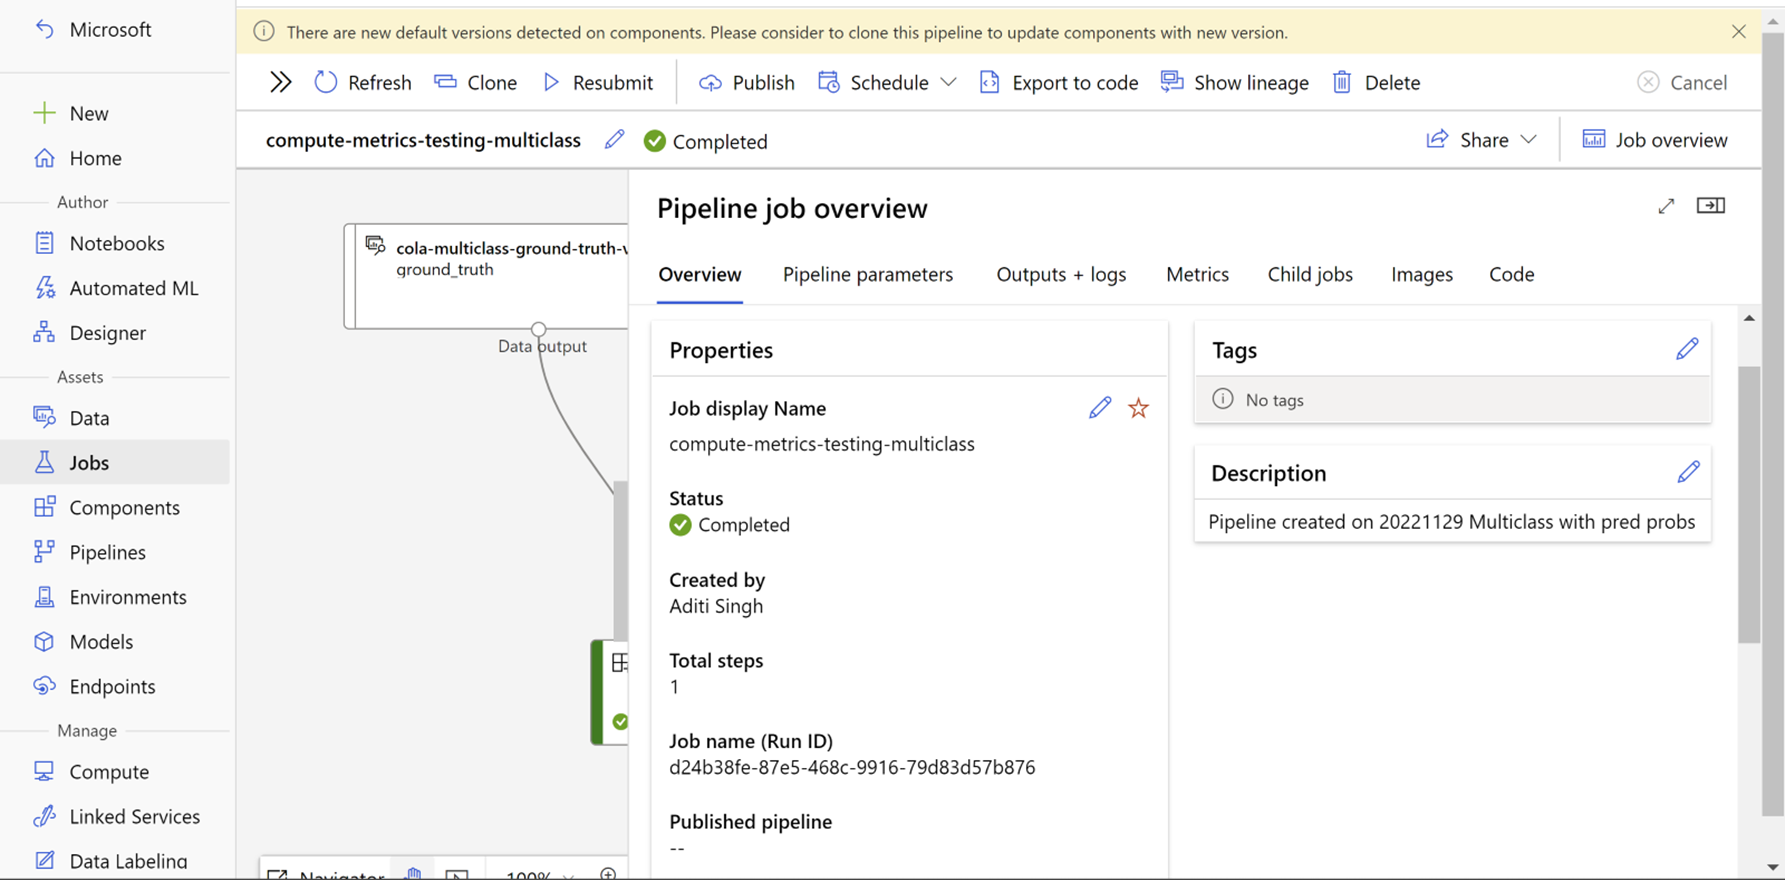 Microsoft
New
Home
Author
Notebooks
Automated ML
Designer
Assets
Data
Jobs
Components
Pipelines
Environments
Models
Endpoints
Manage
Compute
Linked Services
Data Labeling
There are new default versions detected on components. Please consider to clone this pipeline to update components with new version.
Refresh Clone Resubmit Publish Schedule Export to code Show lineage Delete Cancel
compute-metrics-testing-multiclass Completed Share Job overview
cola-multiclass-ground-truth-v
ground_truth
Data output
Navigator 100%
Pipeline job overview
Overview Pipeline parameters Outputs + logs Metrics Child jobs Images Code
Properties
Job display Name
compute-metrics-testing-multiclass
Status
Completed
Created by
Aditi Singh
Total steps
1
Job name (Run ID)
d24b38fe-87e5-468c-9916-79d83d57b876
Published pipeline
--
Tags
No tags
Description
Pipeline created on 20221129 Multiclass with pred probs